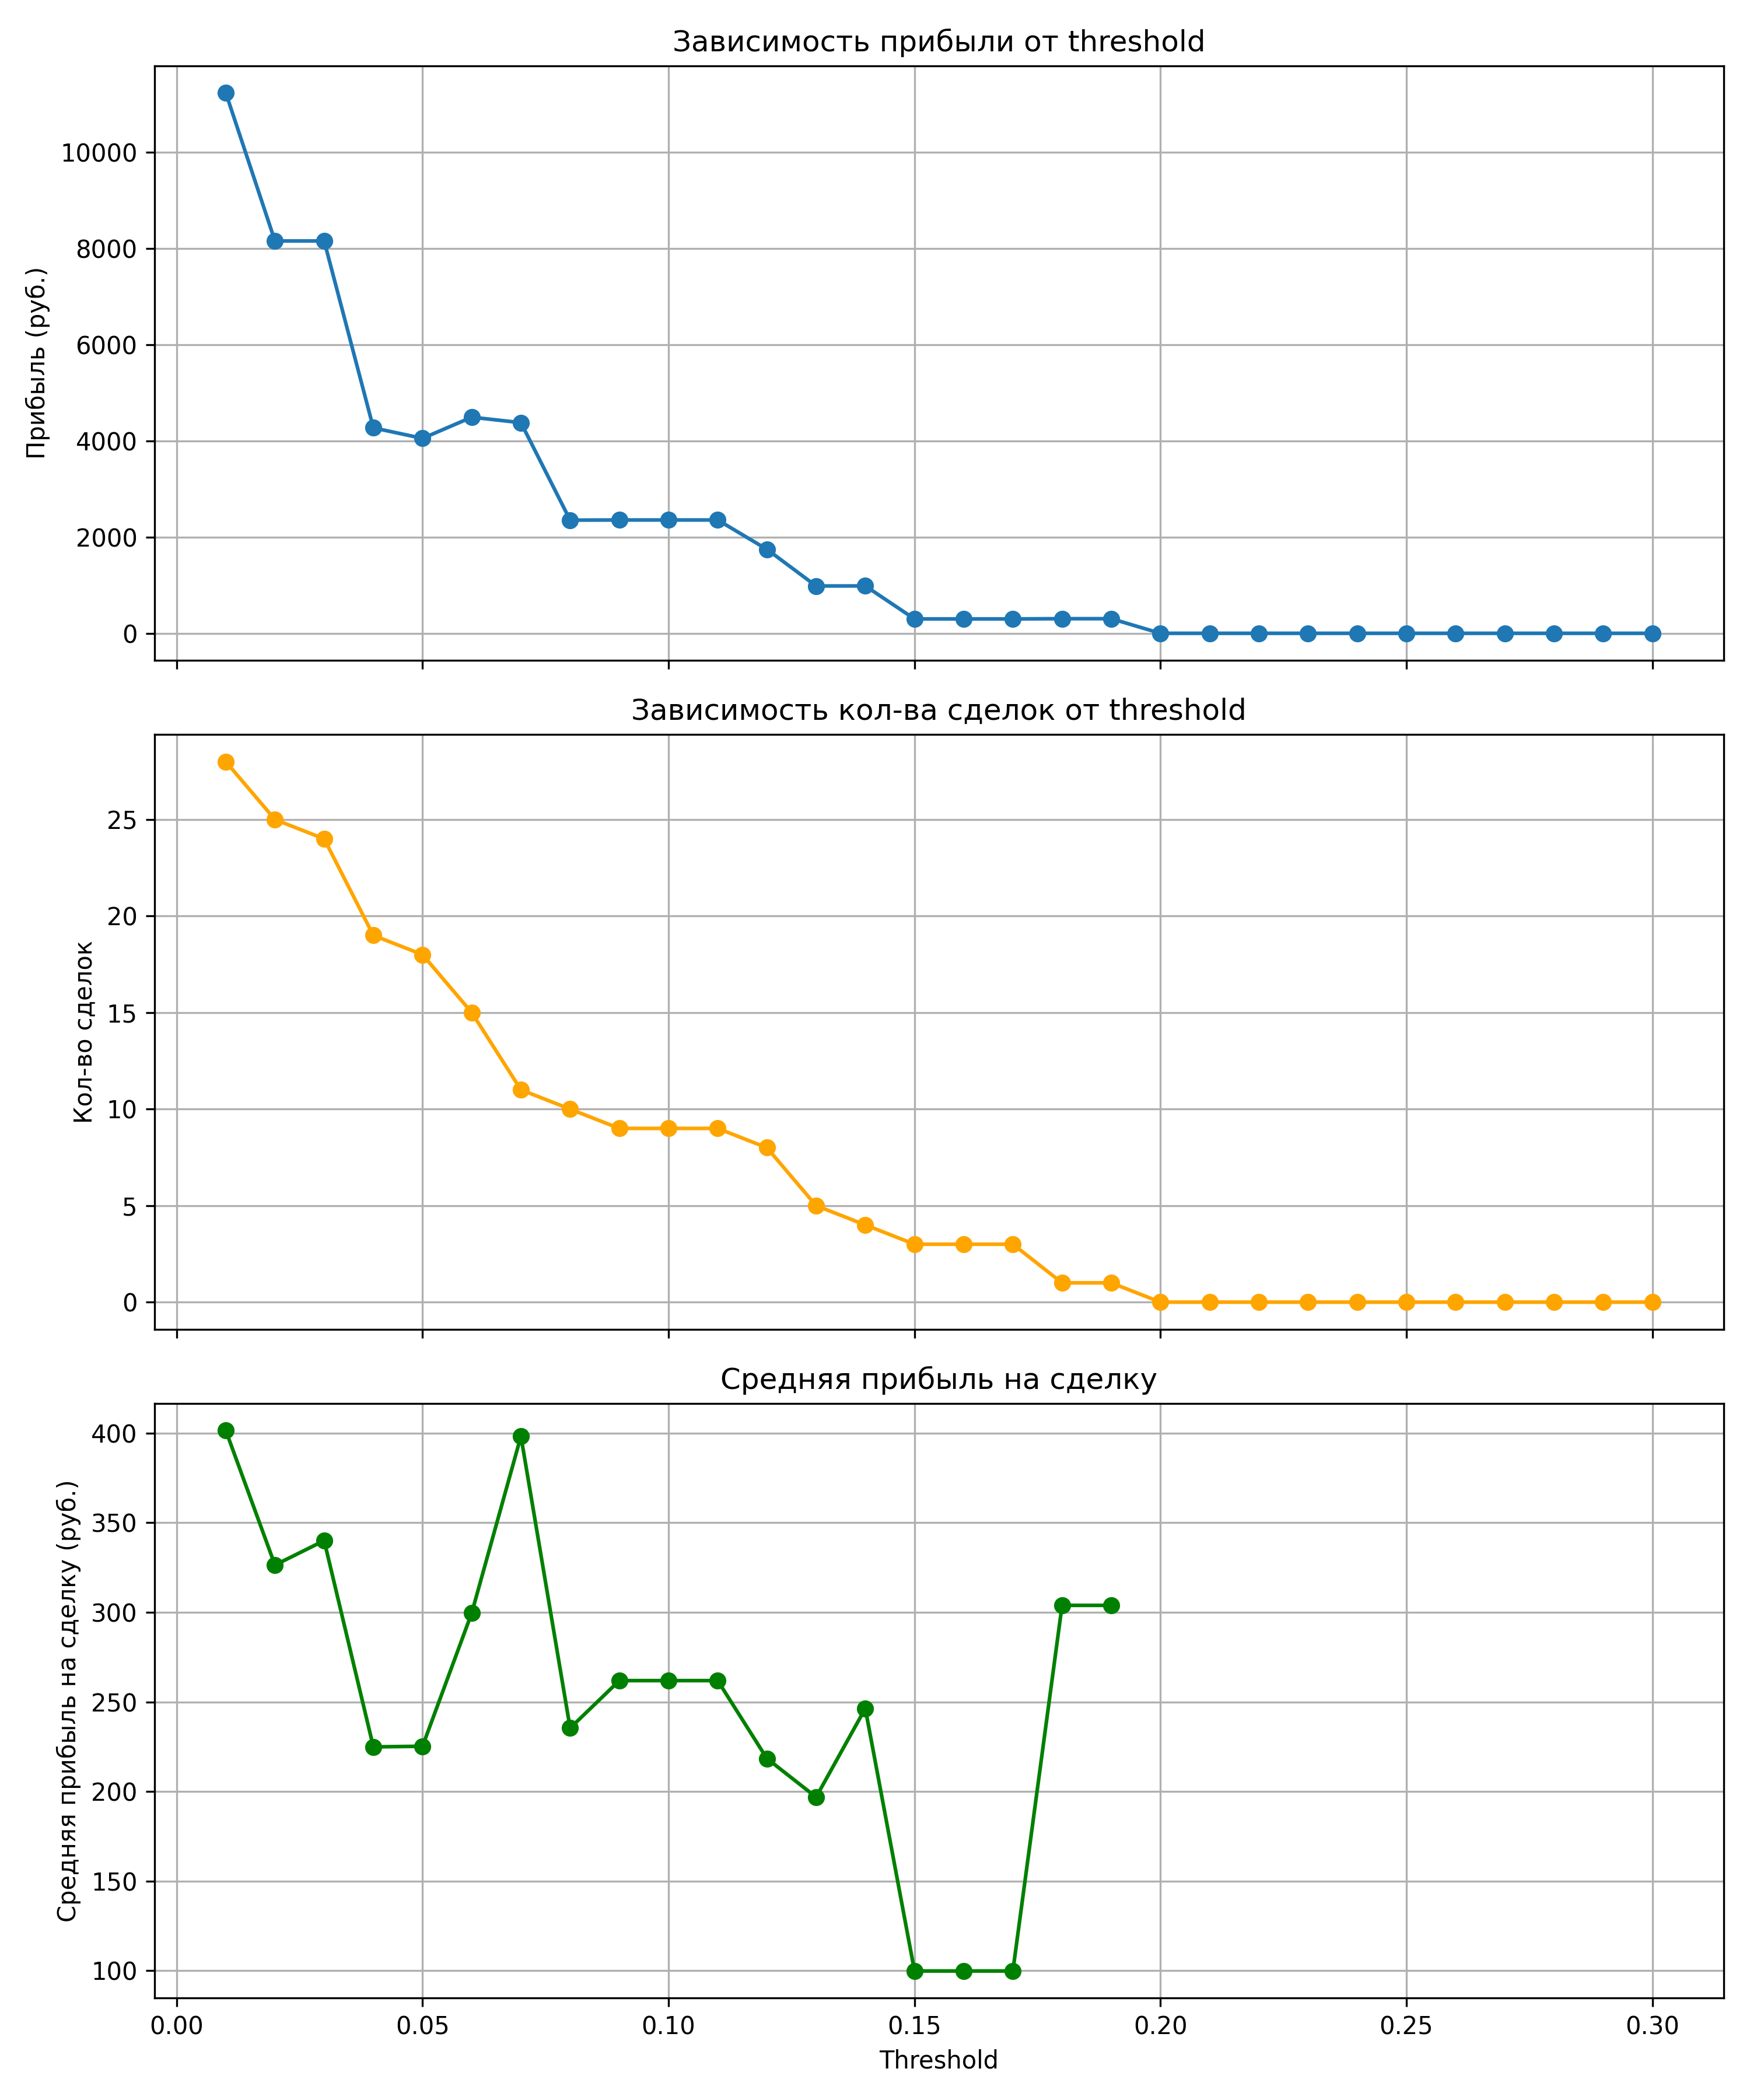 Зависимость прибыли от threshold
Прибыль (руб.)
10000
8000
6000
4000
2000
0
Зависимость кол-ва сделок от threshold
Кол-во сделок
25
20
15
10
5
0
Средняя прибыль на сделку
Средняя прибыль на сделку (руб.)
400
350
300
250
200
150
100
0.00 0.05 0.10 0.15 0.20 0.25 0.30
Threshold